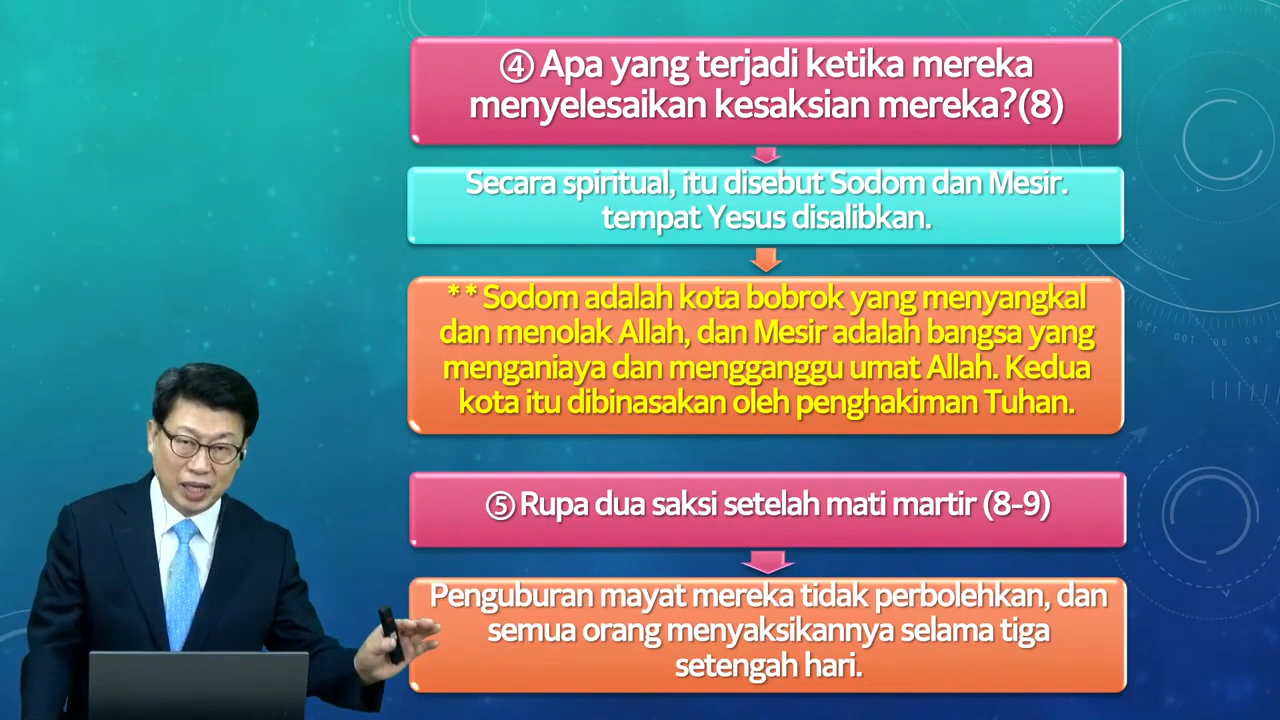 ④ Apa yang terjadi ketika mereka
menyelesaikan kesaksian mereka?(8)
Secara spiritual, itu disebut Sodom dan Mesir.
tempat Yesus disalibkan.
** Sodom adalah kota bobrok yang menyangkal
dan menolak Allah, dan Mesir adalah bangsa yang
menganiaya dan mengganggu umat Allah. Kedua
kota itu dibinasakan oleh penghakiman Tuhan.
⑤ Rupa dua saksi setelah mati martir (8-9)
Penguburan mayat mereka tidak perbolehkan, dan
semua orang menyaksikannya selama tiga
setengah hari.